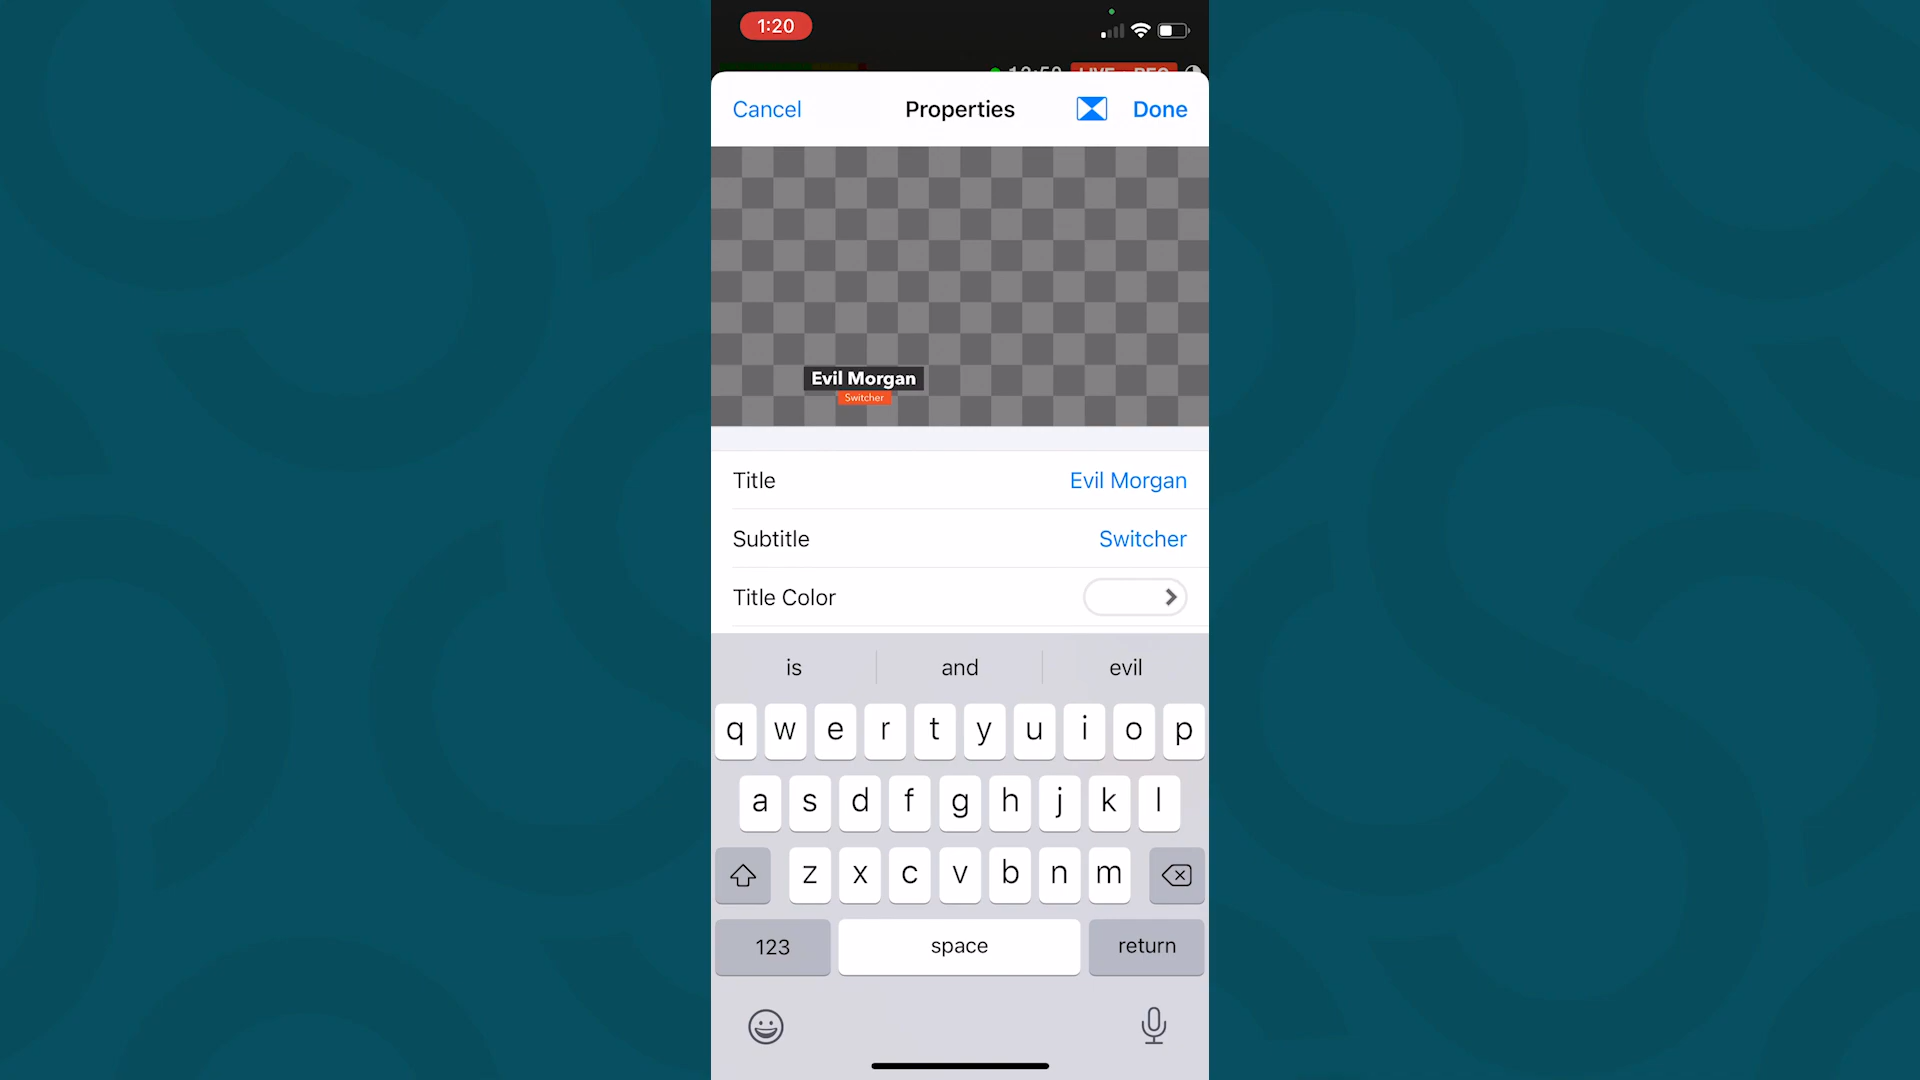 1:20
Cancel Properties Done
Evil Morgan
Switcher
Title Evil Morgan
Subtitle Switcher
Title Color
is and evil
q w e r t y u i o p
a s d f g h j k l
z x c v b n m
123 space return